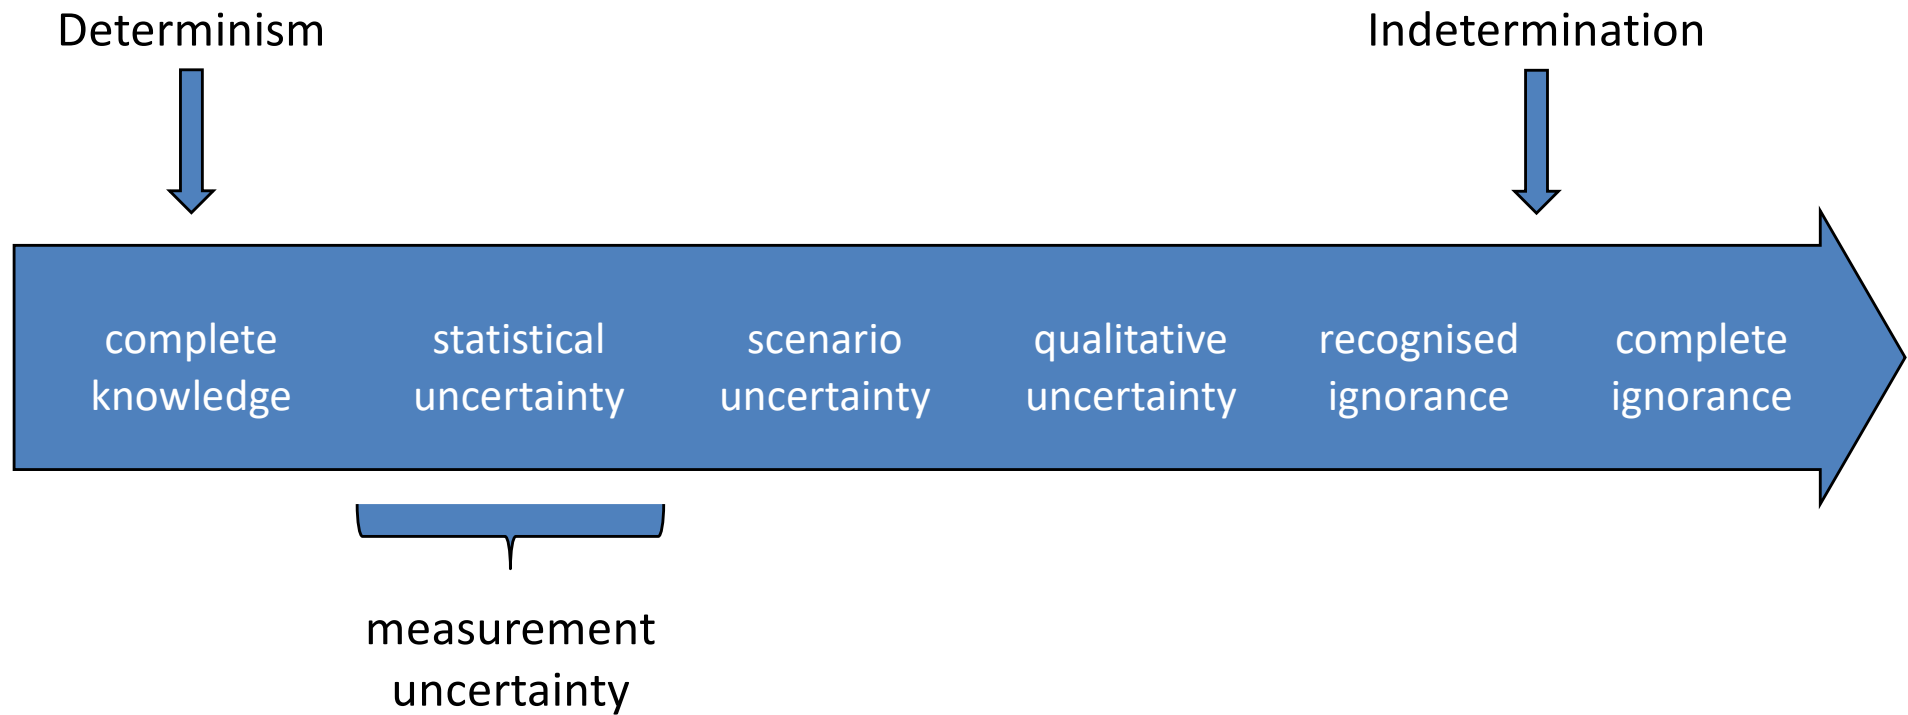 Determinism
Indetermination
complete
knowledge
statistical
uncertainty
scenario
uncertainty
qualitative
uncertainty
recognised
ignorance
complete
ignorance
measurement
uncertainty